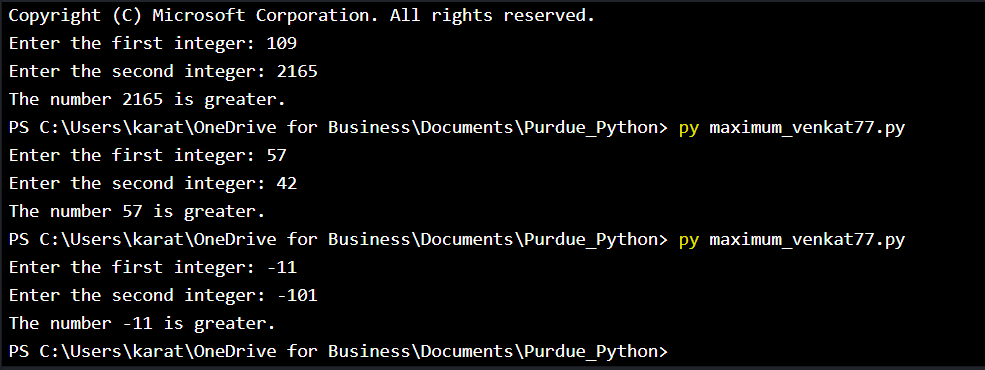 Copyright (C) Microsoft Corporation. All rights reserved.
Enter the first integer: 109
Enter the second integer: 2165
The number 2165 is greater.
PS C:\Users\karat\OneDrive for Business\Documents\Purdue_Python> py maximum_venkat77.py
Enter the first integer: 57
Enter the second integer: 42
The number 57 is greater.
PS C:\Users\karat\OneDrive for Business\Documents\Purdue_Python> py maximum_venkat77.py
Enter the first integer: -11
Enter the second integer: -101
The number -11 is greater.
PS C:\Users\karat\OneDrive for Business\Documents\Purdue_Python>